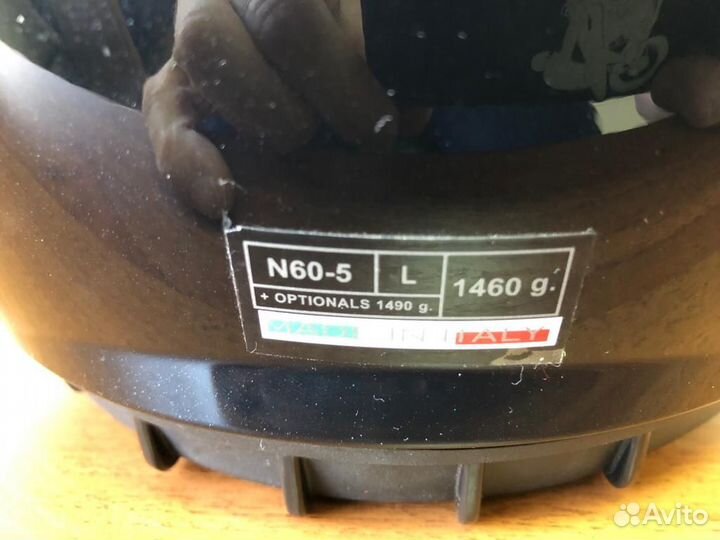 N60-5 L 1460 g.
+ OPTIONALS 1490 g.
MADE IN ITALY
Avito